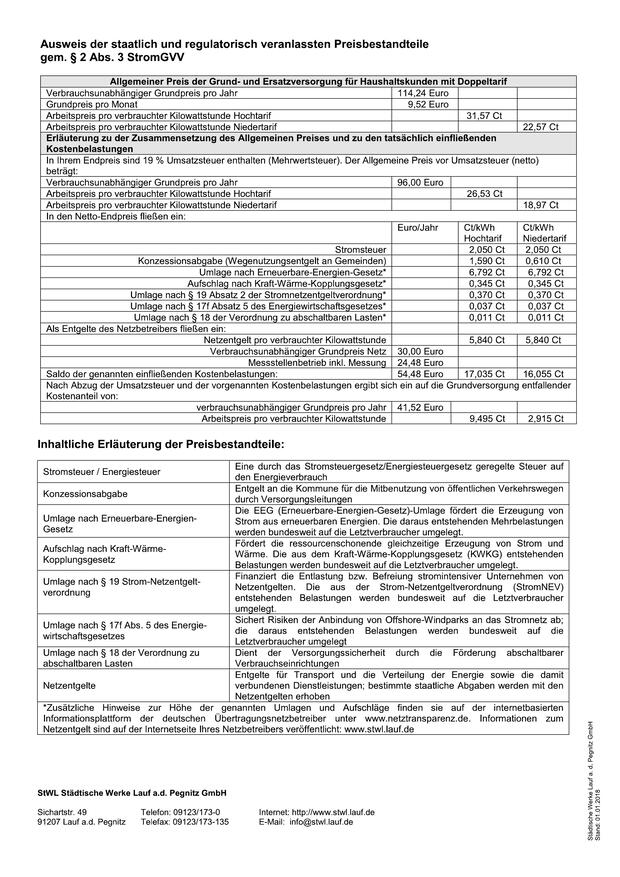 Ausweis der staatlich und regulatorisch veranlassten Preisbestandteile
gem. § 2 Abs. 3 StromGVV
Allgemeiner Preis der Grund- und Ersatzversorgung für Haushaltskunden mit Doppeltarif
Verbrauchsunabhängiger Grundpreis pro Jahr 114,24 Euro
Grundpreis pro Monat 9,52 Euro
Arbeitspreis pro verbrauchter Kilowattstunde Hochtarif 31,57 Ct
Arbeitspreis pro verbrauchter Kilowattstunde Niedertarif 22,57 Ct
Erläuterung zu der Zusammensetzung des Allgemeinen Preises und zu den tatsächlich einfließenden
Kostenbelastungen
In Ihrem Endpreis sind 19 % Umsatzsteuer enthalten (Mehrwertsteuer). Der Allgemeine Preis vor Umsatzsteuer (netto)
beträgt:
Verbrauchsunabhängiger Grundpreis pro Jahr 96,00 Euro
Arbeitspreis pro verbrauchter Kilowattstunde Hochtarif 26,53 Ct
Arbeitspreis pro verbrauchter Kilowattstunde Niedertarif 18,97 Ct
In den Netto-Endpreis fließen ein:
Euro/Jahr Ct/kWh Ct/kWh
Hochtarif Niedertarif
Stromsteuer 2,050 Ct 2,050 Ct
Konzessionsabgabe (Wegenutzungsentgelt an Gemeinden) 1,590 Ct 0,610 Ct
Umlage nach Erneuerbare-Energien-Gesetz* 6,792 Ct 6,792 Ct
Aufschlag nach Kraft-Wärme-Kopplungsgesetz* 0,345 Ct 0,345 Ct
Umlage nach § 19 Absatz 2 der Stromnetzentgeltverordnung* 0,370 Ct 0,370 Ct
Umlage nach § 17f Absatz 5 des Energiewirtschaftsgesetzes* 0,037 Ct 0,037 Ct
Umlage nach § 18 der Verordnung zu abschaltbaren Lasten* 0,011 Ct 0,011 Ct
Als Entgelte des Netzbetreibers fließen ein:
Netzentgelt pro verbrauchter Kilowattstunde 5,840 Ct 5,840 Ct
Verbrauchsunabhängiger Grundpreis Netz 30,00 Euro
Messstellenbetrieb inkl. Messung 24,48 Euro
Saldo der genannten einfließenden Kostenbelastungen: 54,48 Euro 17,035 Ct 16,055 Ct
Nach Abzug der Umsatzsteuer und der vorgenannten Kostenbelastungen ergibt sich ein auf die Grundversorgung entfallender
Kostenanteil von:
verbrauchsunabhängiger Grundpreis pro Jahr 41,52 Euro
Arbeitspreis pro verbrauchter Kilowattstunde 9,495 Ct 2,915 Ct
Inhaltliche Erläuterung der Preisbestandteile:
Stromsteuer / Energiesteuer
Eine durch das Stromsteuergesetz/Energiesteuergesetz geregelte Steuer auf
den Energieverbrauch
Konzessionsabgabe
Entgelt an die Kommune für die Mitbenutzung von öffentlichen Verkehrswegen
durch Versorgungsleitungen
Umlage nach Erneuerbare-Energien-
Gesetz
Die EEG (Erneuerbare-Energien-Gesetz)-Umlage fördert die Erzeugung von
Strom aus erneuerbaren Energien. Die daraus entstehenden Mehrbelastungen
werden bundesweit auf die Letztverbraucher umgelegt.
Aufschlag nach Kraft-Wärme-
Kopplungsgesetz
Fördert die ressourcenschonende gleichzeitige Erzeugung von Strom und
Wärme. Die aus dem Kraft-Wärme-Kopplungsgesetz (KWKG) entstehenden
Belastungen werden bundesweit auf die Letztverbraucher umgelegt.
Umlage nach § 19 Strom-Netzentgelt-
verordnung
Finanziert die Entlastung bzw. Befreiung stromintensiver Unternehmen von
Netzentgelten. Die aus der Strom-Netzentgeltverordnung (StromNEV)
entstehenden Belastungen werden bundesweit auf die Letztverbraucher
umgelegt.
Umlage nach § 17f Abs. 5 des Energie-
wirtschaftsgesetzes
Sichert Risiken der Anbindung von Offshore-Windparks an das Stromnetz ab;
die daraus entstehenden Belastungen werden bundesweit auf die
Letztverbraucher umgelegt
Umlage nach § 18 der Verordnung zu
abschaltbaren Lasten
Dient der Versorgungssicherheit durch die Förderung abschaltbarer
Verbrauchseinrichtungen
Netzentgelte
Entgelte für Transport und die Verteilung der Energie sowie die damit
verbundenen Dienstleistungen; bestimmte staatliche Abgaben werden mit den
Netzentgelten erhoben
*Zusätzliche Hinweise zur Höhe der genannten Umlagen und Aufschläge finden sie auf der internetbasierten
Informationsplattform der deutschen Übertragungsnetzbetreiber unter www.netztransparenz.de. Informationen zum
Netzentgelt sind auf der Internetseite Ihres Netzbetreibers veröffentlicht: www.stwl.lauf.de
StWL Städtische Werke Lauf a.d. Pegnitz GmbH
Sichartstr. 49 Telefon: 09123/173-0 Internet: http://www.stwl.lauf.de
91207 Lauf a.d. Pegnitz Telefax: 09123/173-135 E-Mail: info@stwl.lauf.de
Städtische Werke Lauf a. d. Pegnitz GmbH
Stand: 01.01.2018